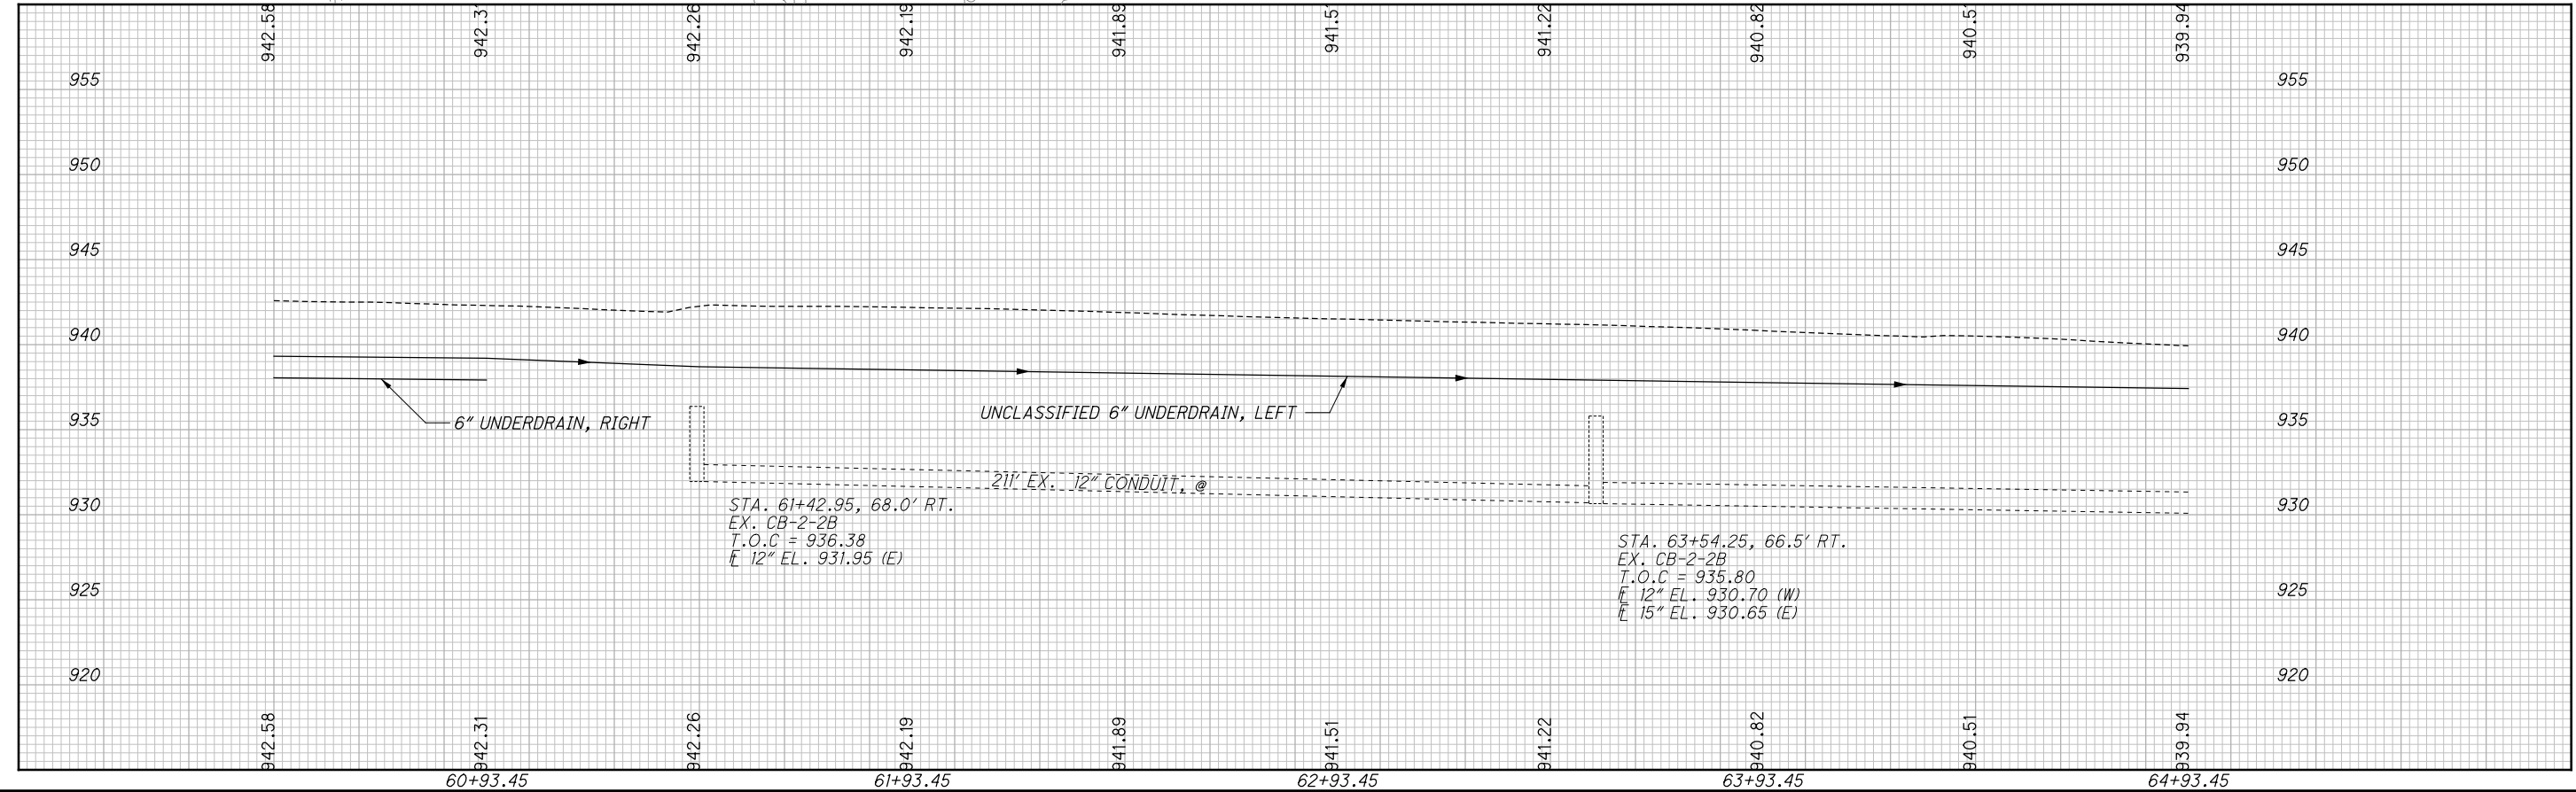 942.58 942.31 942.26 942.19 941.89 941.51 941.22 940.82 940.51 939.94
955 955
950 950
945 945
940 940
935 935
6" UNDERDRAIN, RIGHT
UNCLASSIFIED 6" UNDERDRAIN, LEFT
211' EX. 12" CONDUIT, @
930 930
STA. 61+42.95, 68.0' RT.
EX. CB-2-2B
T.O.C = 936.38
12" EL. 931.95 (E)
STA. 63+54.25, 66.5' RT.
EX. CB-2-2B
T.O.C = 935.80
12" EL. 930.70 (W)
15" EL. 930.65 (E)
925 925
920 920
942.58 942.31 942.26 942.19 941.89 941.51 941.22 940.82 940.51 939.94
60+93.45 61+93.45 62+93.45 63+93.45 64+93.45